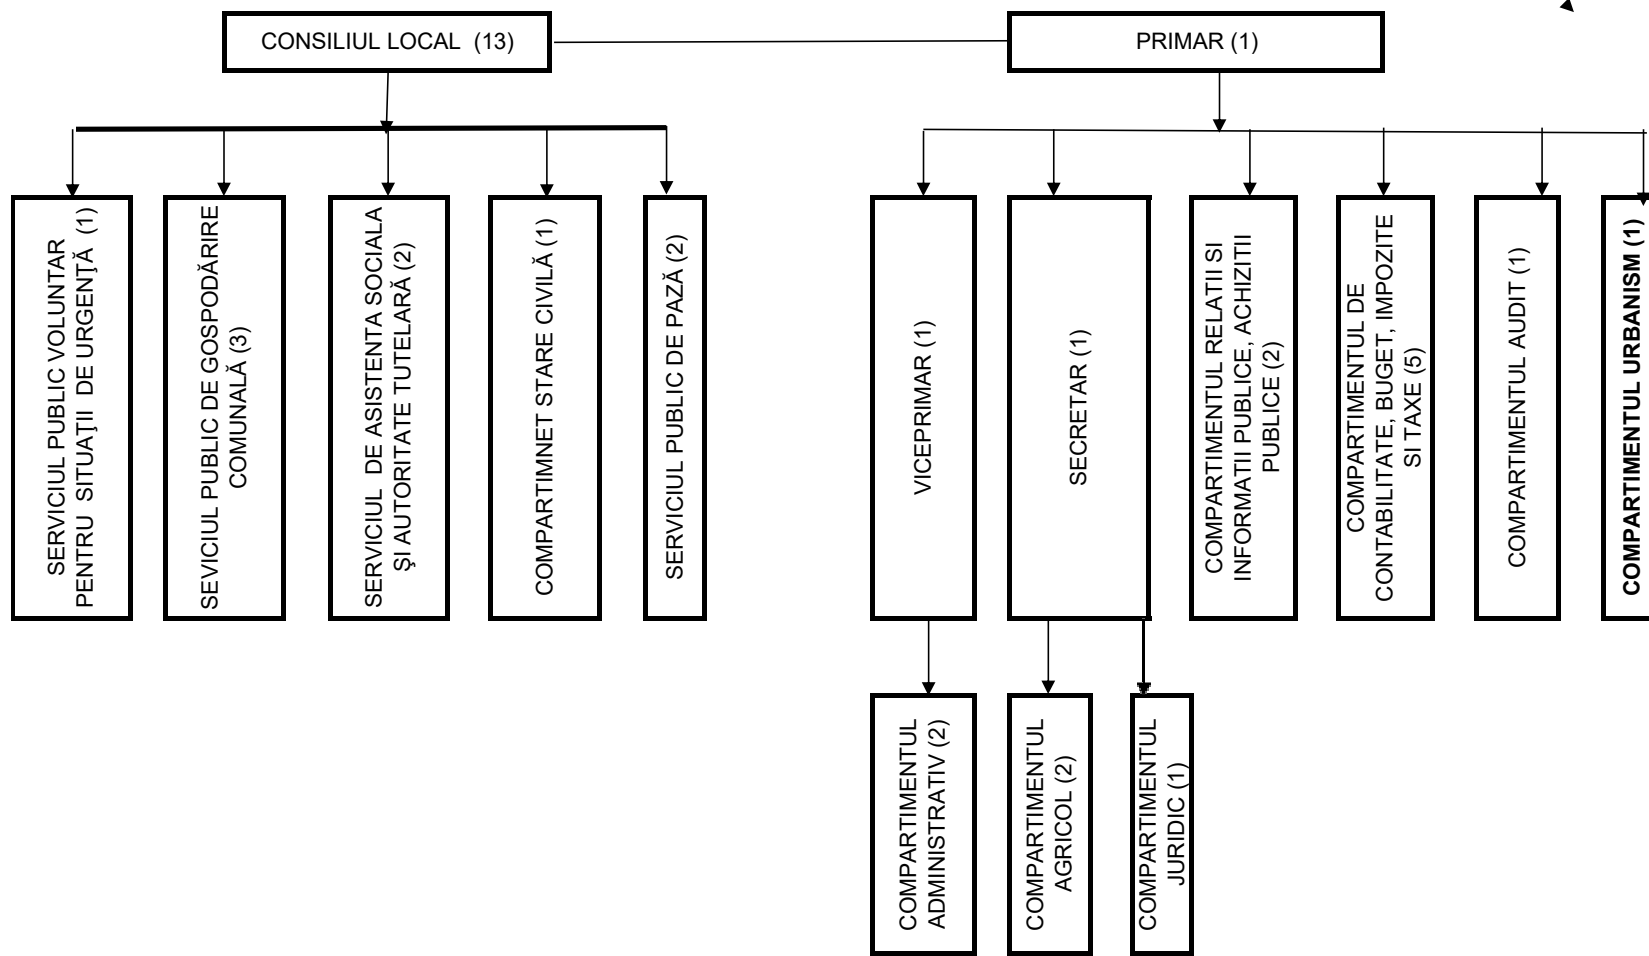 CONSILIUL LOCAL (13)
PRIMAR (1)
SERVICIUL PUBLIC VOLUNTAR
PENTRU SITUAŢII DE URGENŢĂ (1)
SEVICIUL PUBLIC DE GOSPODĂRIRE
COMUNALĂ (3)
SERVICIUL DE ASISTENTA SOCIALA
ŞI AUTORITATE TUTELARĂ (2)
COMPARTIMNET STARE CIVILĂ (1)
SERVICIUL PUBLIC DE PAZĂ (2)
VICEPRIMAR (1)
SECRETAR (1)
COMPARTIMENTUL RELATII SI
INFORMATII PUBLICE, ACHIZITII
PUBLICE (2)
COMPARTIMENTUL DE
CONTABILITATE, BUGET, IMPOZITE
SI TAXE (5)
COMPARTIMENTUL AUDIT (1)
COMPARTIMENTUL URBANISM (1)
COMPARTIMENTUL
ADMINISTRATIV (2)
COMPARTIMENTUL
AGRICOL (2)
COMPARTIMENTUL
JURIDIC (1)